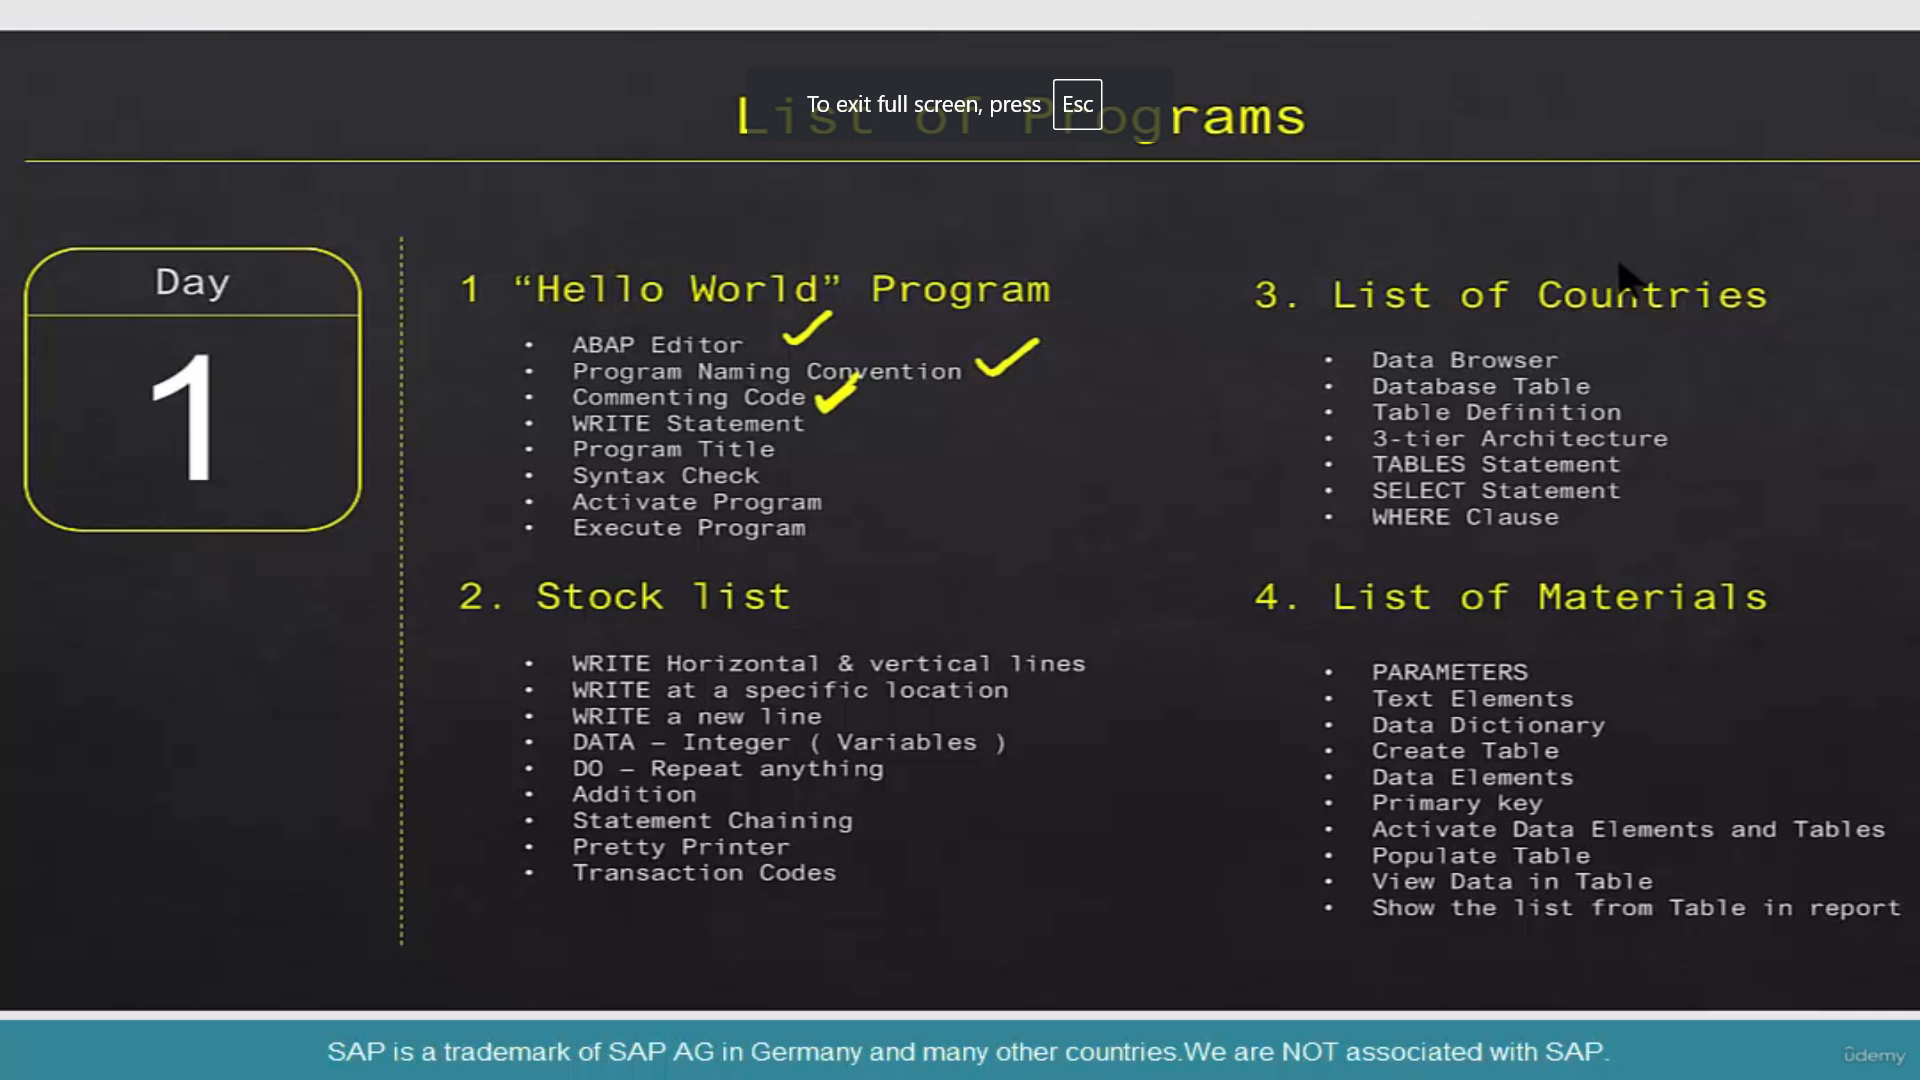 List of Programs
To exit full screen, press Esc
Day
1
1 “Hello World” Program
• ABAP Editor
• Program Naming Convention
• Commenting Code
• WRITE Statement
• Program Title
• Syntax Check
• Activate Program
• Execute Program
2. Stock list
• WRITE Horizontal & vertical lines
• WRITE at a specific location
• WRITE a new line
• DATA – Integer ( Variables )
• DO – Repeat anything
• Addition
• Statement Chaining
• Pretty Printer
• Transaction Codes
3. List of Countries
• Data Browser
• Database Table
• Table Definition
• 3-tier Architecture
• TABLES Statement
• SELECT Statement
• WHERE Clause
4. List of Materials
• PARAMETERS
• Text Elements
• Data Dictionary
• Create Table
• Data Elements
• Primary key
• Activate Data Elements and Tables
• Populate Table
• View Data in Table
• Show the list from Table in report
SAP is a trademark of SAP AG in Germany and many other countries.We are NOT associated with SAP.
ûdemy